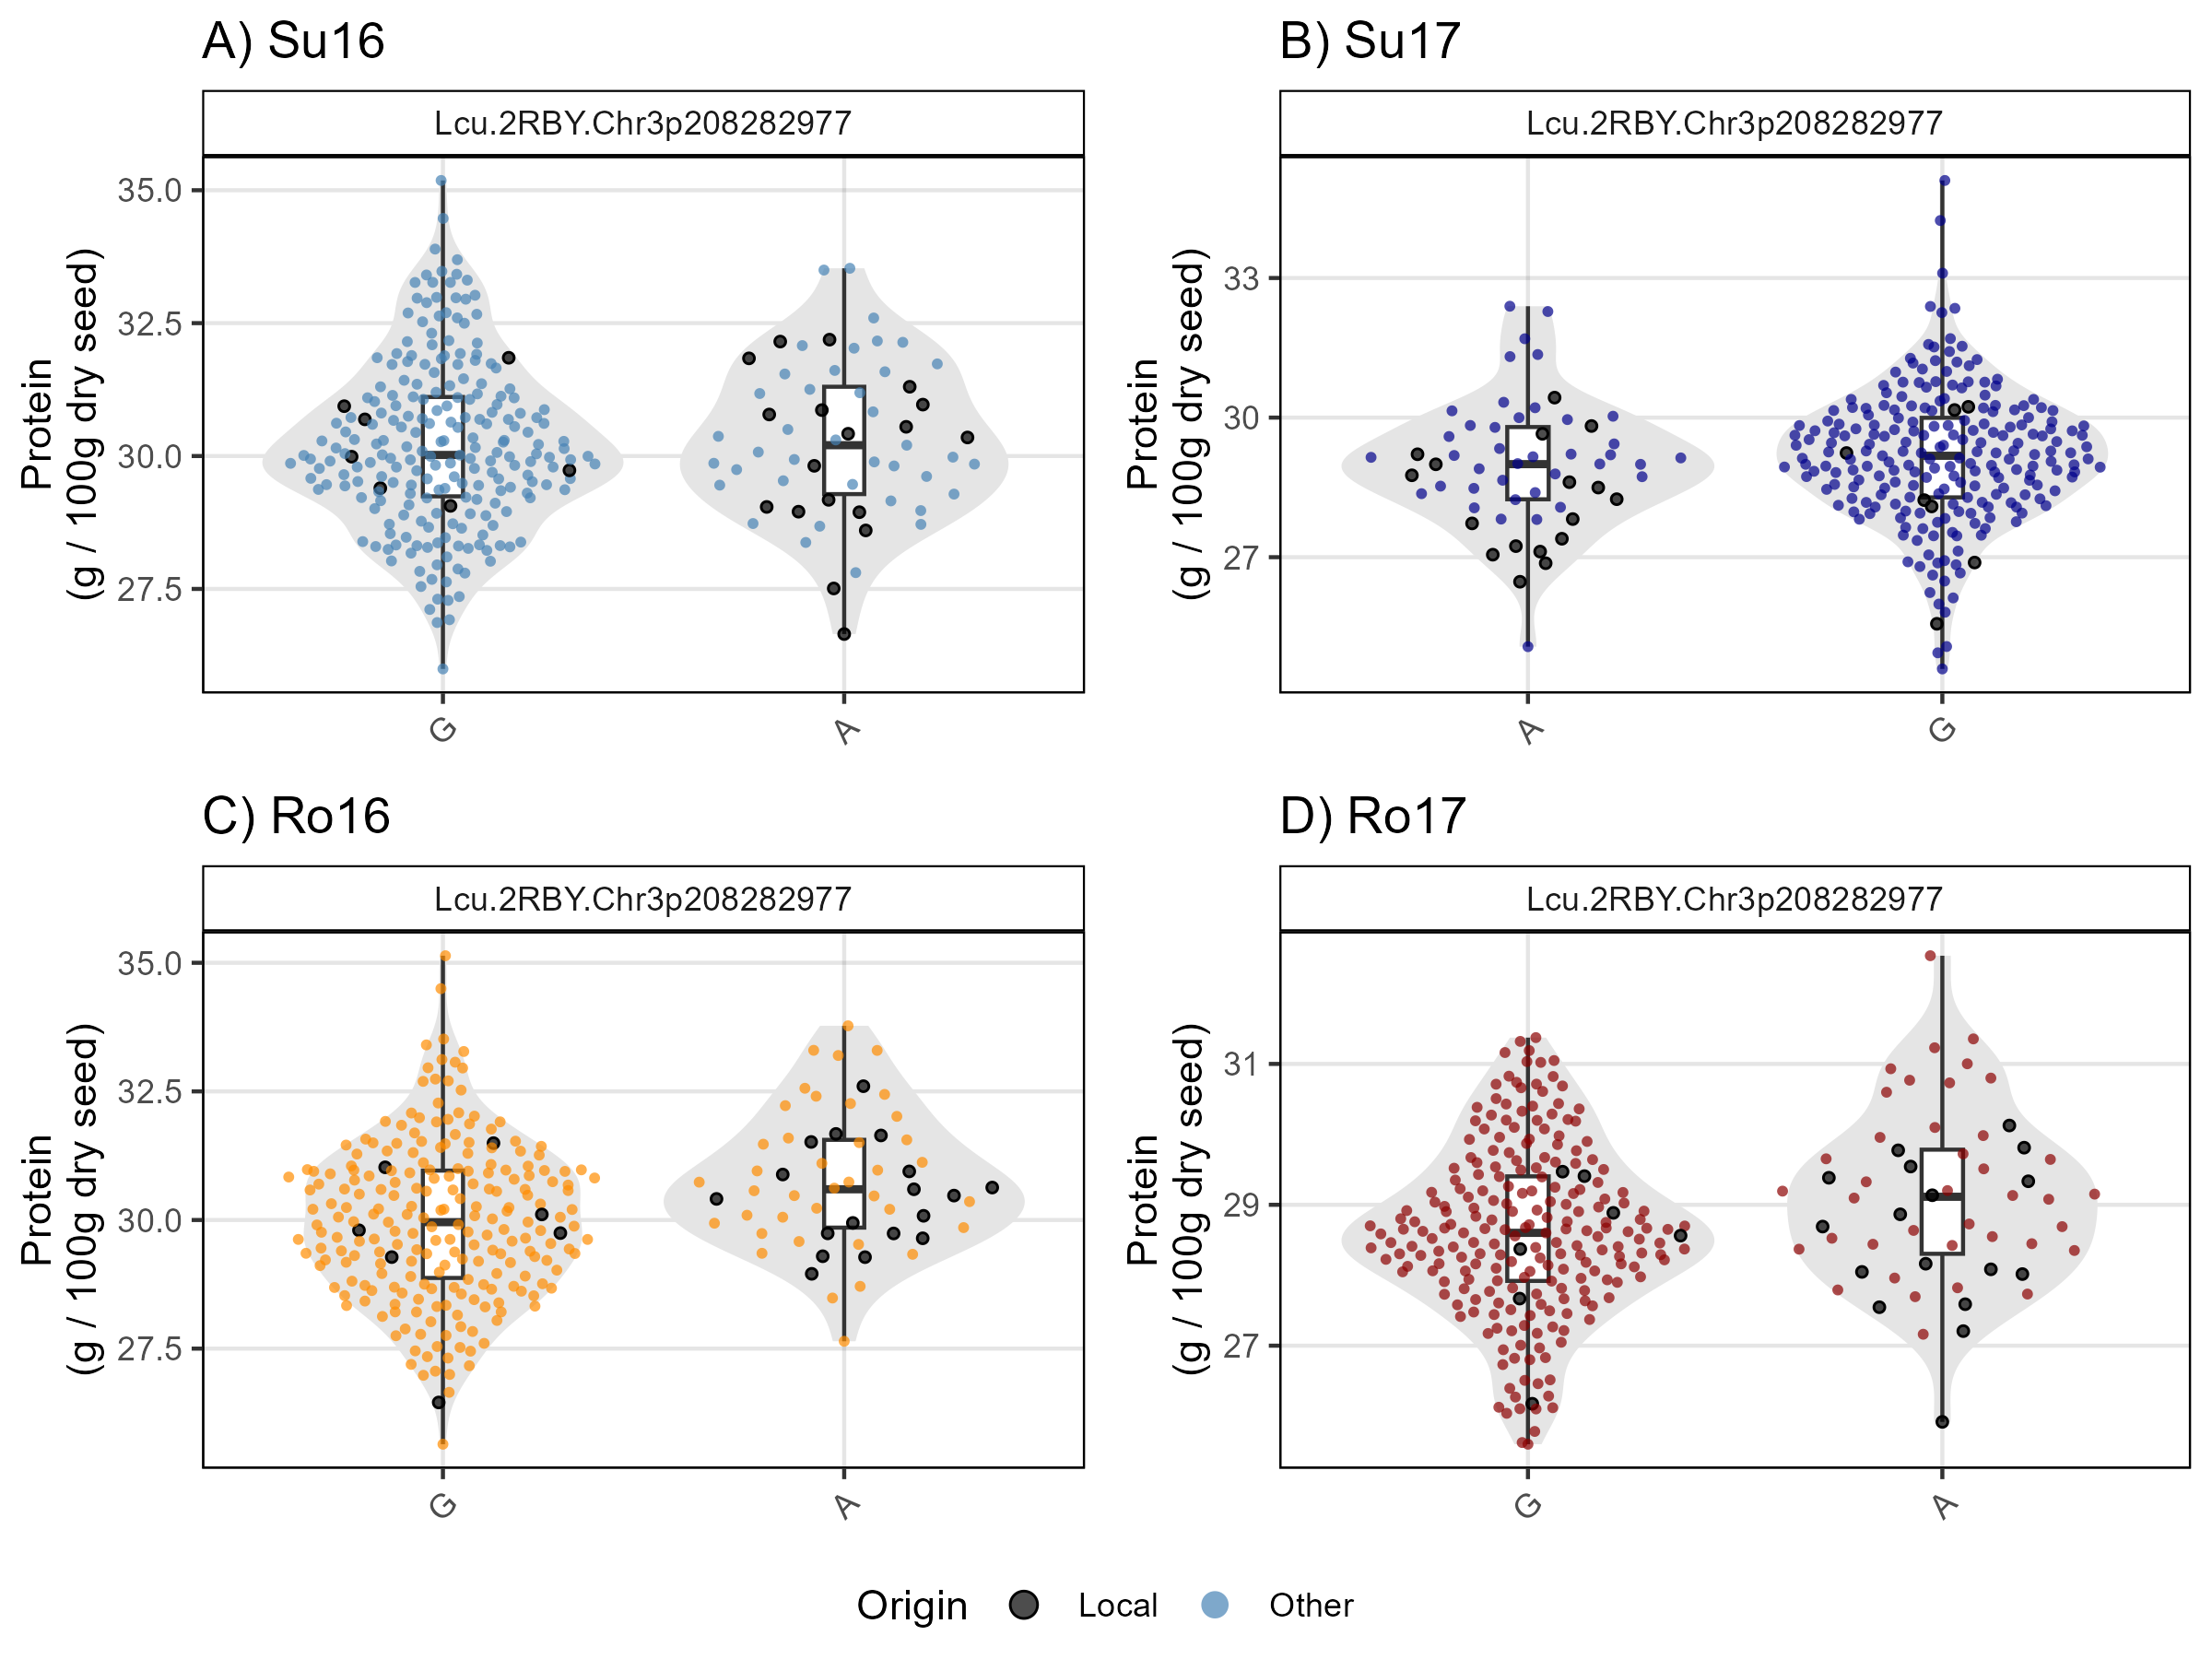 A) Su16
Lcu.2RBY.Chr3p208282977
Protein
(g / 100g dry seed)
35.0
32.5
30.0
27.5
G
A
B) Su17
Lcu.2RBY.Chr3p208282977
Protein
(g / 100g dry seed)
33
30
27
A
G
C) Ro16
Lcu.2RBY.Chr3p208282977
Protein
(g / 100g dry seed)
35.0
32.5
30.0
27.5
G
A
D) Ro17
Lcu.2RBY.Chr3p208282977
Protein
(g / 100g dry seed)
31
29
27
G
A
Origin Local Other